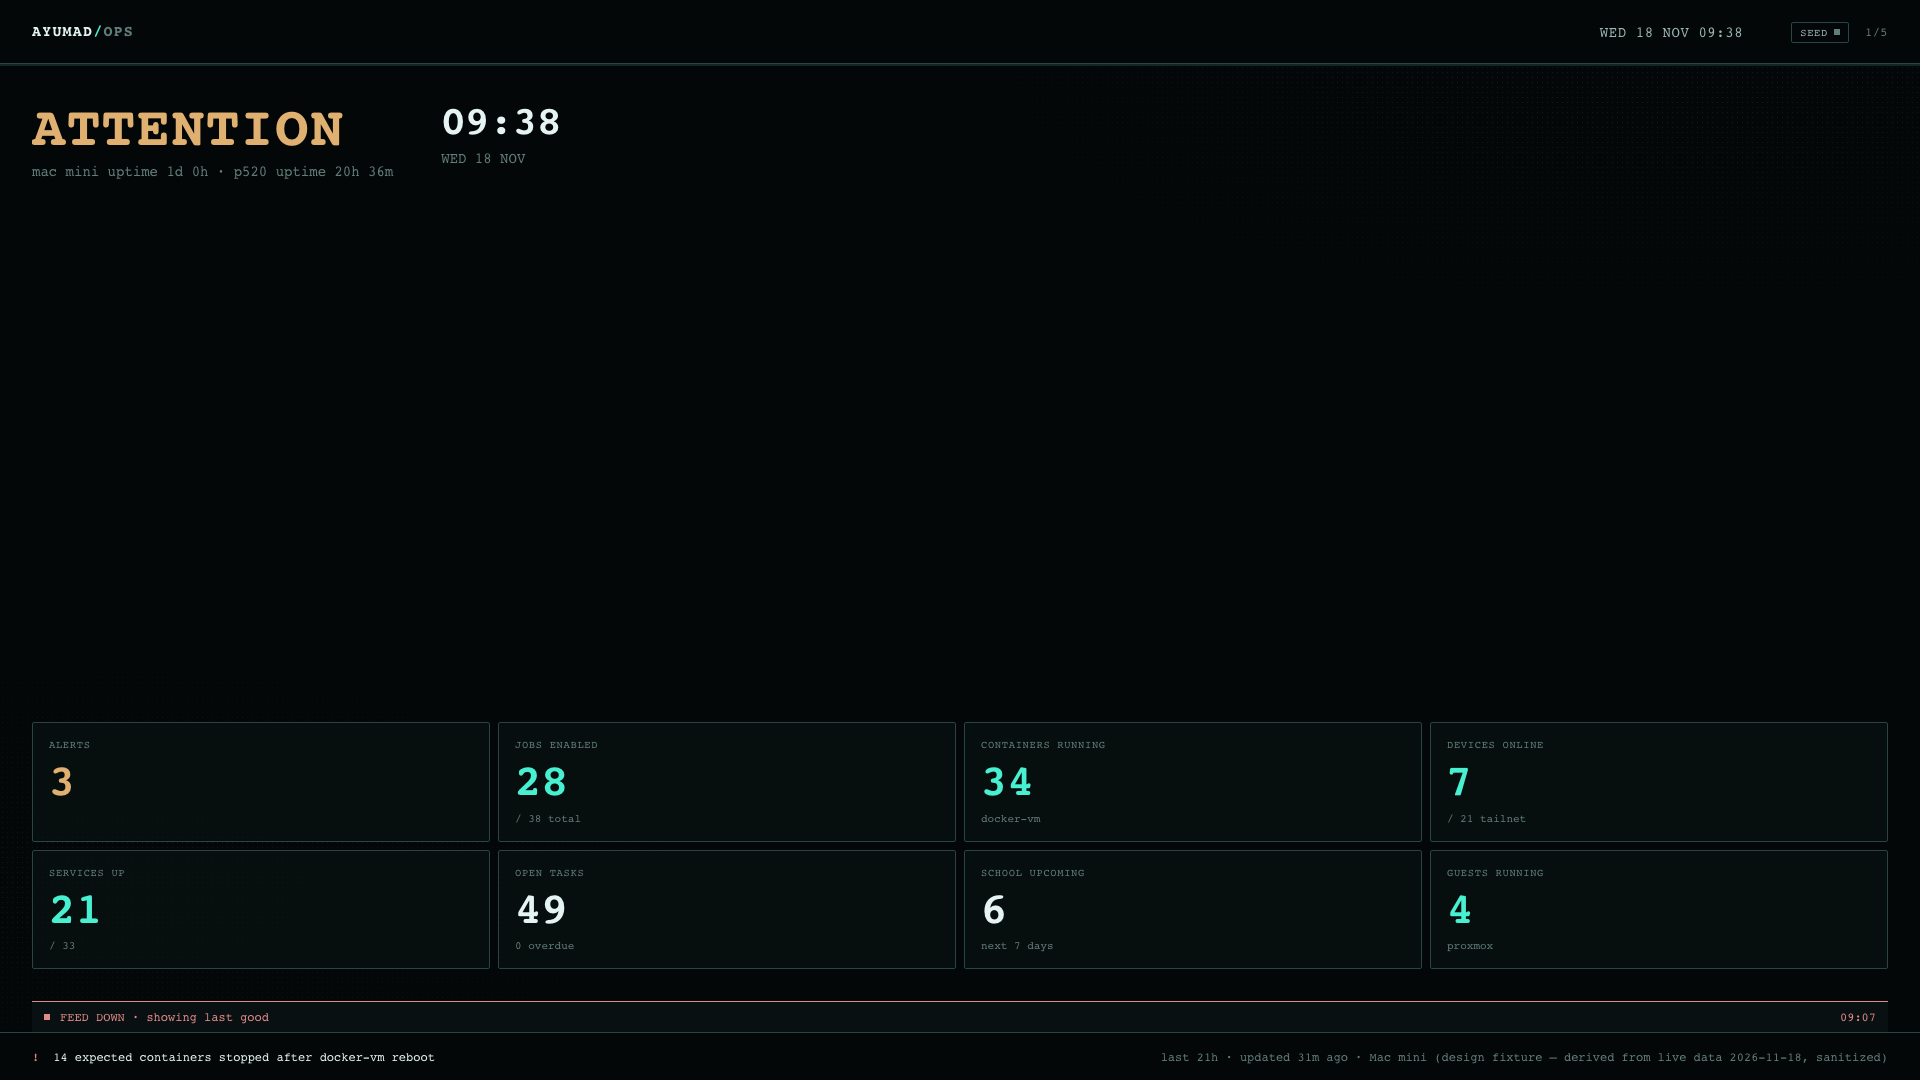 AYUMAD/OPS
WED 18 NOV 09:38
SEED
1/5
ATTENTION
mac mini uptime 1d 0h · p520 uptime 20h 36m
09:38
WED 18 NOV
ALERTS
3
JOBS ENABLED
28
/ 38 total
CONTAINERS RUNNING
34
docker-vm
DEVICES ONLINE
7
/ 21 tailnet
SERVICES UP
21
/ 33
OPEN TASKS
49
0 overdue
SCHOOL UPCOMING
6
next 7 days
GUESTS RUNNING
4
proxmox
FEED DOWN · showing last good
09:07
! 14 expected containers stopped after docker-vm reboot
last 21h · updated 31m ago · Mac mini (design fixture — derived from live data 2026-11-18, sanitized)